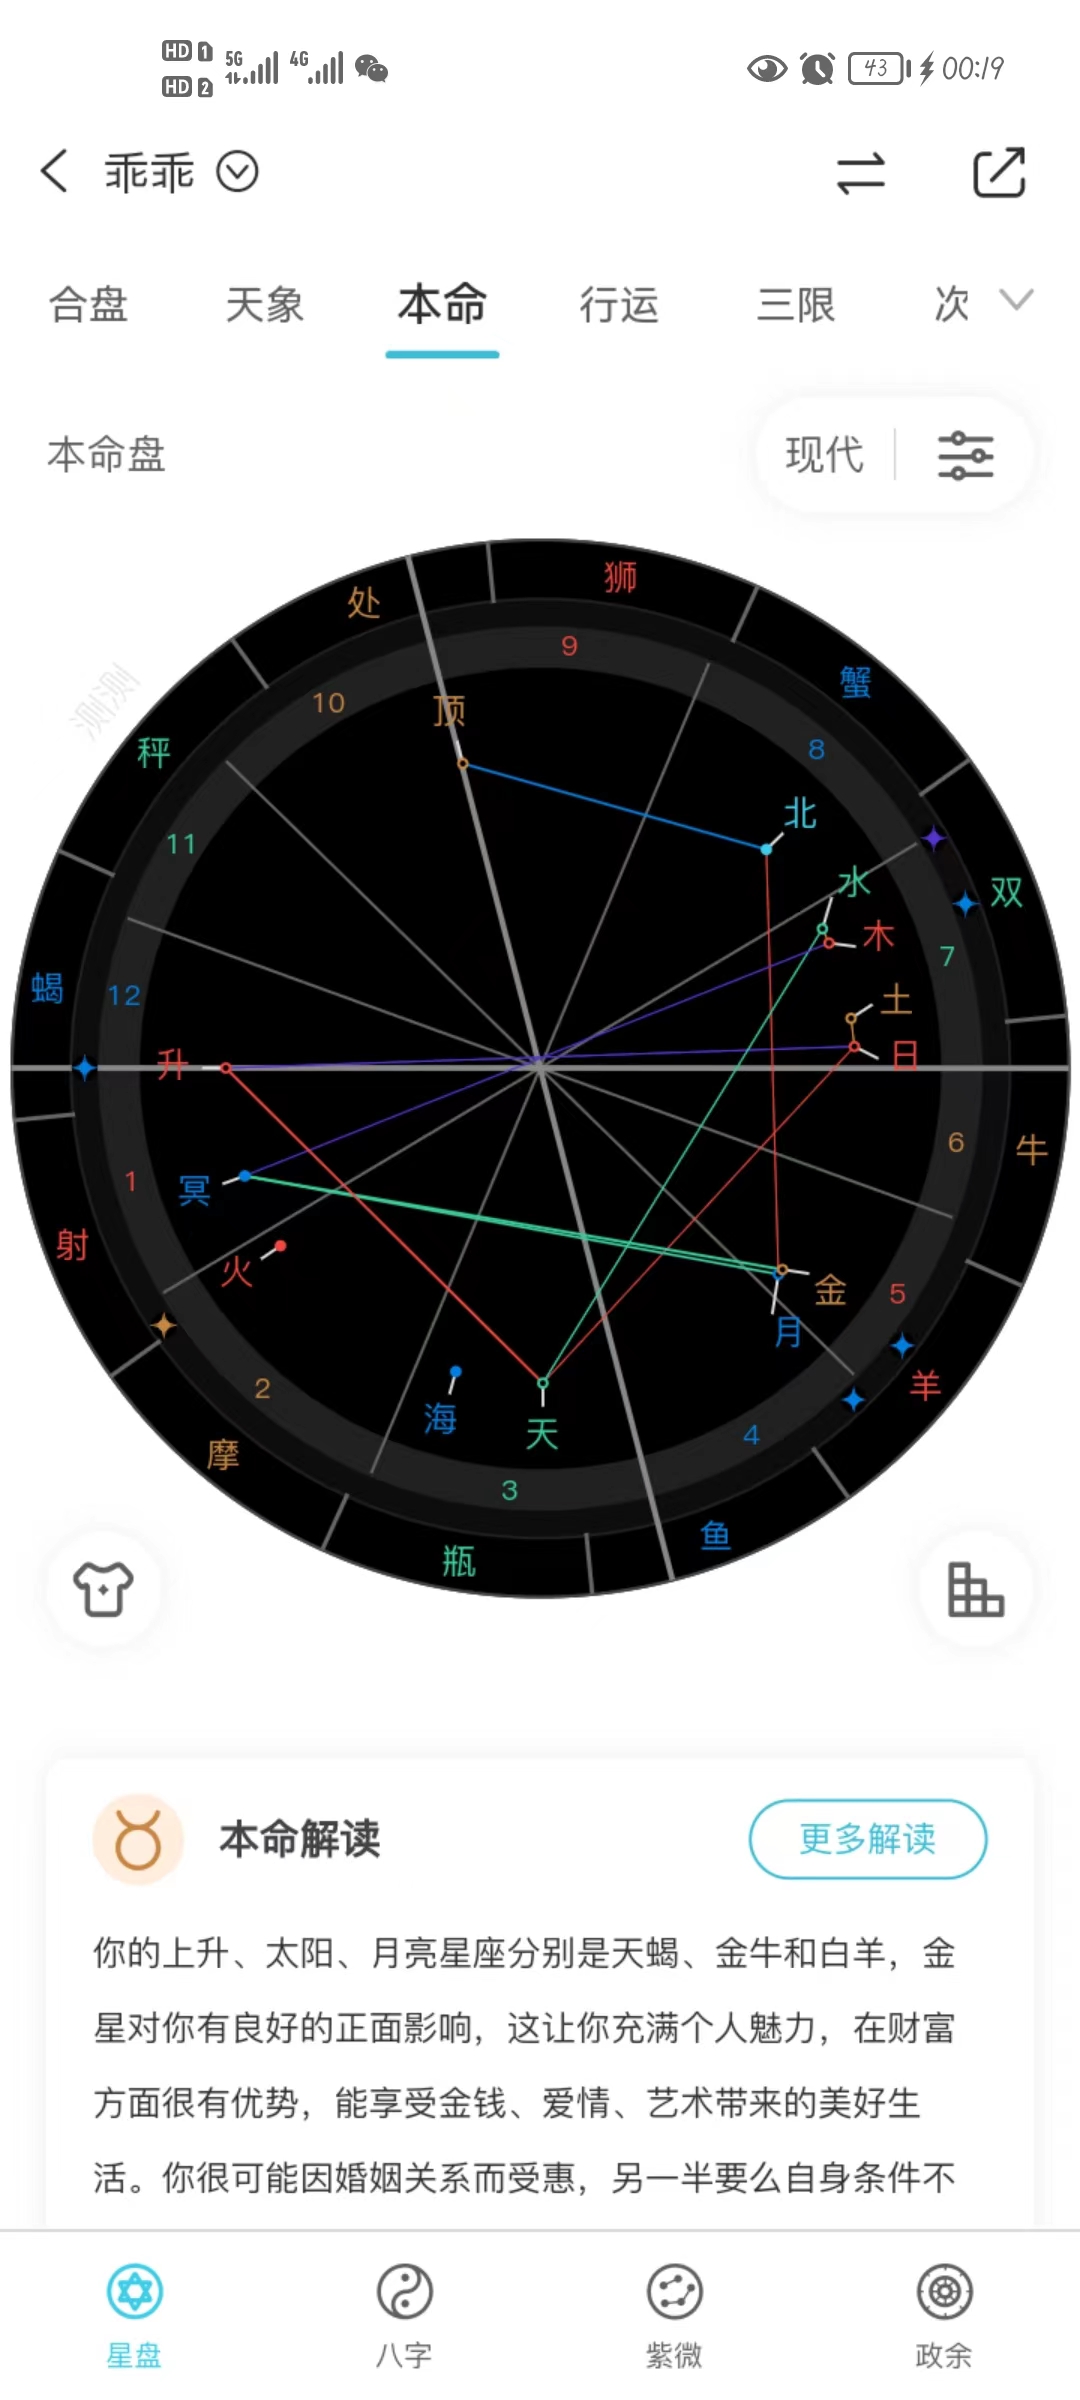 HD 1 5G 4G 43 00:19
HD 2
乖乖
合盘 天象 本命 行运 三限 次
本命盘 现代
测测
狮
处
9
蟹
10
顶
秤
8
北
11
水
双
木
7
蝎
12
土
升
日
6
牛
1
冥
射
火
金
5
月
羊
2
海
天
4
摩
3
鱼
瓶
本命解读 更多解读
你的上升、太阳、月亮星座分别是天蝎、金牛和白羊，金
星对你有良好的正面影响，这让你充满个人魅力，在财富
方面很有优势，能享受金钱、爱情、艺术带来的美好生
活。你很可能因婚姻关系而受惠，另一半要么自身条件不
星盘 八字 紫微 政余